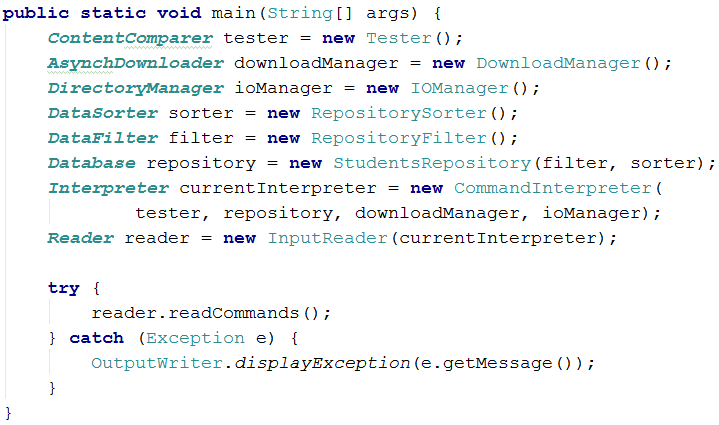 public static void main(String[] args) {
    ContentComparer tester = new Tester();
    AsynchDownloader downloadManager = new DownloadManager();
    DirectoryManager ioManager = new IOManager();
    DataSorter sorter = new RepositorySorter();
    DataFilter filter = new RepositoryFilter();
    Database repository = new StudentsRepository(filter, sorter);
    Interpreter currentInterpreter = new CommandInterpreter(
            tester, repository, downloadManager, ioManager);
    Reader reader = new InputReader(currentInterpreter);

    try {
        reader.readCommands();
    } catch (Exception e) {
        OutputWriter.displayException(e.getMessage());
    }
}